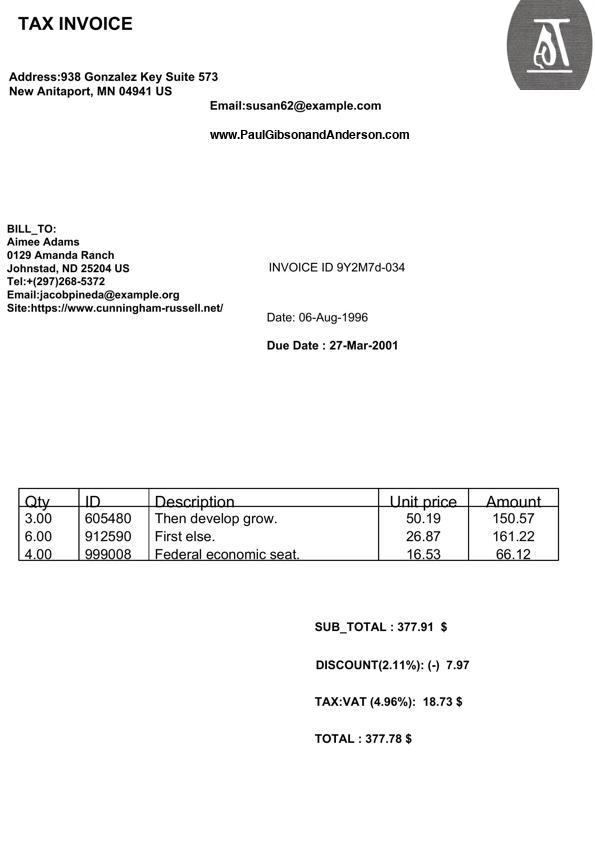 TAX INVOICE
Address:938 Gonzalez Key Suite 573
New Anitaport, MN 04941 US
Email:susan62@example.com
www.PaulGibsonandAnderson.com
BILL_TO:
Aimee Adams
0129 Amanda Ranch
Johnstad, ND 25204 US
Tel:+(297)268-5372
Email:jacobpineda@example.org
Site:https://www.cunningham-russell.net/
INVOICE ID 9Y2M7d-034
Date: 06-Aug-1996
Due Date : 27-Mar-2001
Qty ID Description Unit price Amount
3.00 605480 Then develop grow. 50.19 150.57
6.00 912590 First else. 26.87 161.22
4.00 999008 Federal economic seat. 16.53 66.12
SUB_TOTAL : 377.91 $
DISCOUNT(2.11%): (-) 7.97
TAX:VAT (4.96%): 18.73 $
TOTAL : 377.78 $